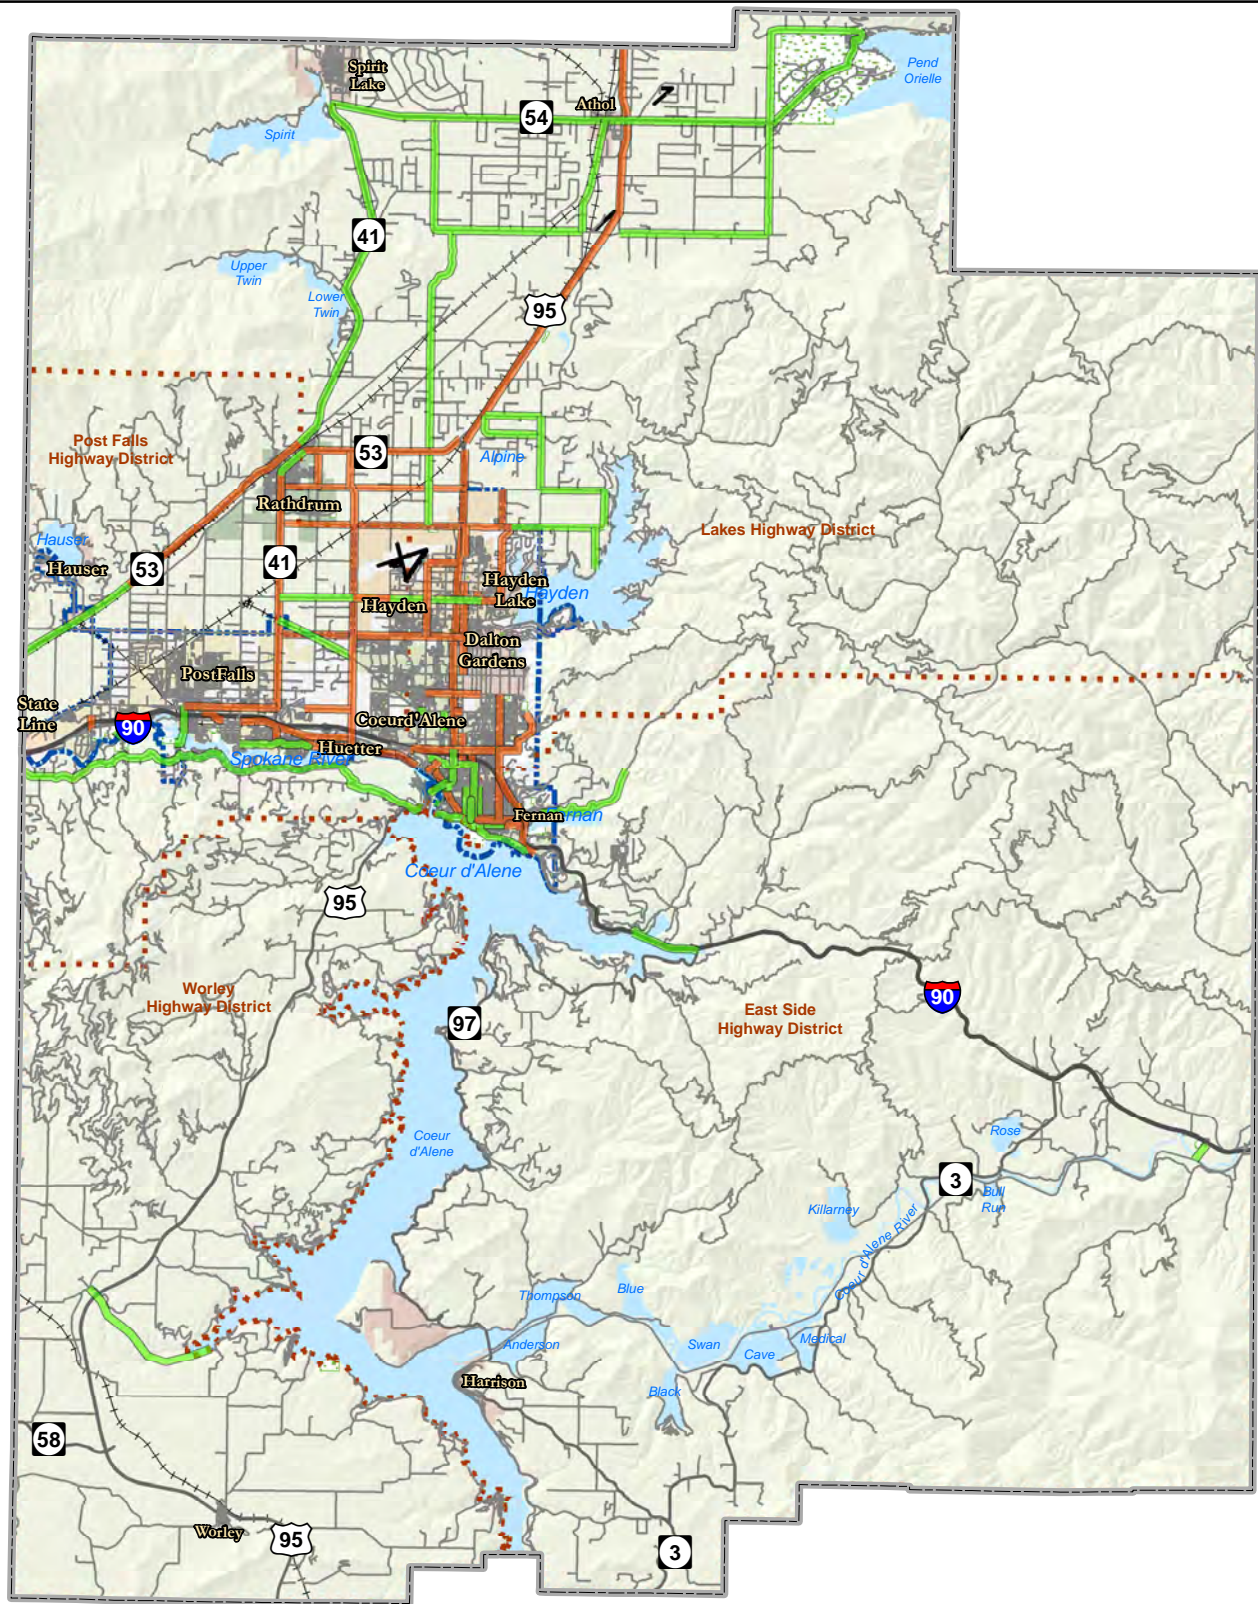 Spirit
Lake
Pend
Orielle
Athol
54
Spirit
41
Upper
Twin
Lower
Twin
95
Post Falls
Highway District
53
Alpine
Rathdrum
Lakes Highway District
Hauser
Hauser
53
41
Hayden
Lake
Hayden
Hayden
Dalton
Gardens
PostFalls
State
Line
90
Coeurd'Alene
Huetter
Spokane River
Fernan
Fernan
Coeur d'Alene
95
Worley
Highway District
97
East Side
Highway District
90
Coeur
d'Alene
Rose
3
Bull
Run
Killarney
Coeur d'Alene River
Thompson
Blue
Anderson
Swan
Cave
Medical
Harrison
Black
58
Worley
95
3